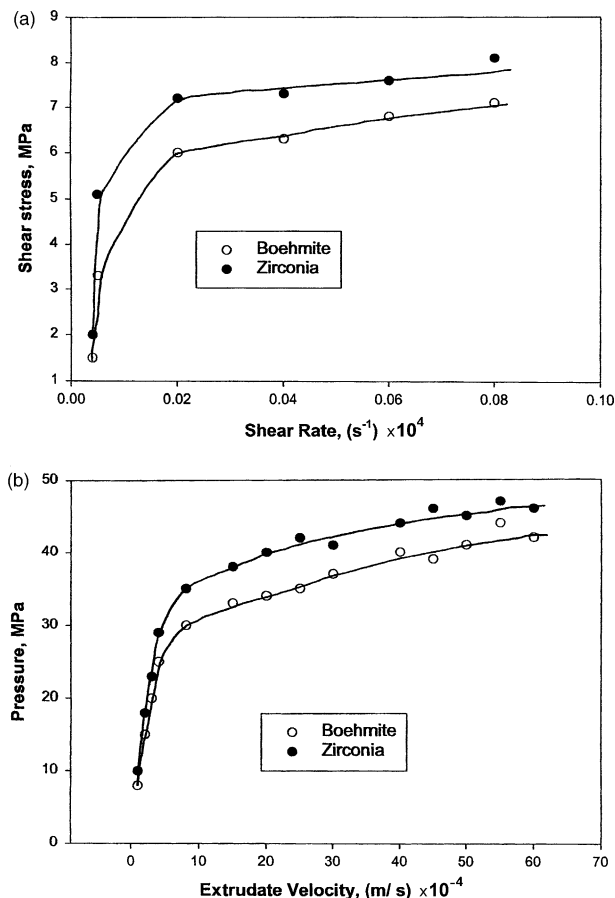 (a)
9
8
7
6
5
4
3
2
1
Shear stress, MPa
Boehmite
Zirconia
0.00 0.02 0.04 0.06 0.08 0.10
Shear Rate, (s⁻¹) ×10⁴
(b)
50
40
30
20
10
0
Pressure, MPa
Boehmite
Zirconia
0 10 20 30 40 50 60 70
Extrudate Velocity, (m/ s) ×10⁻⁴